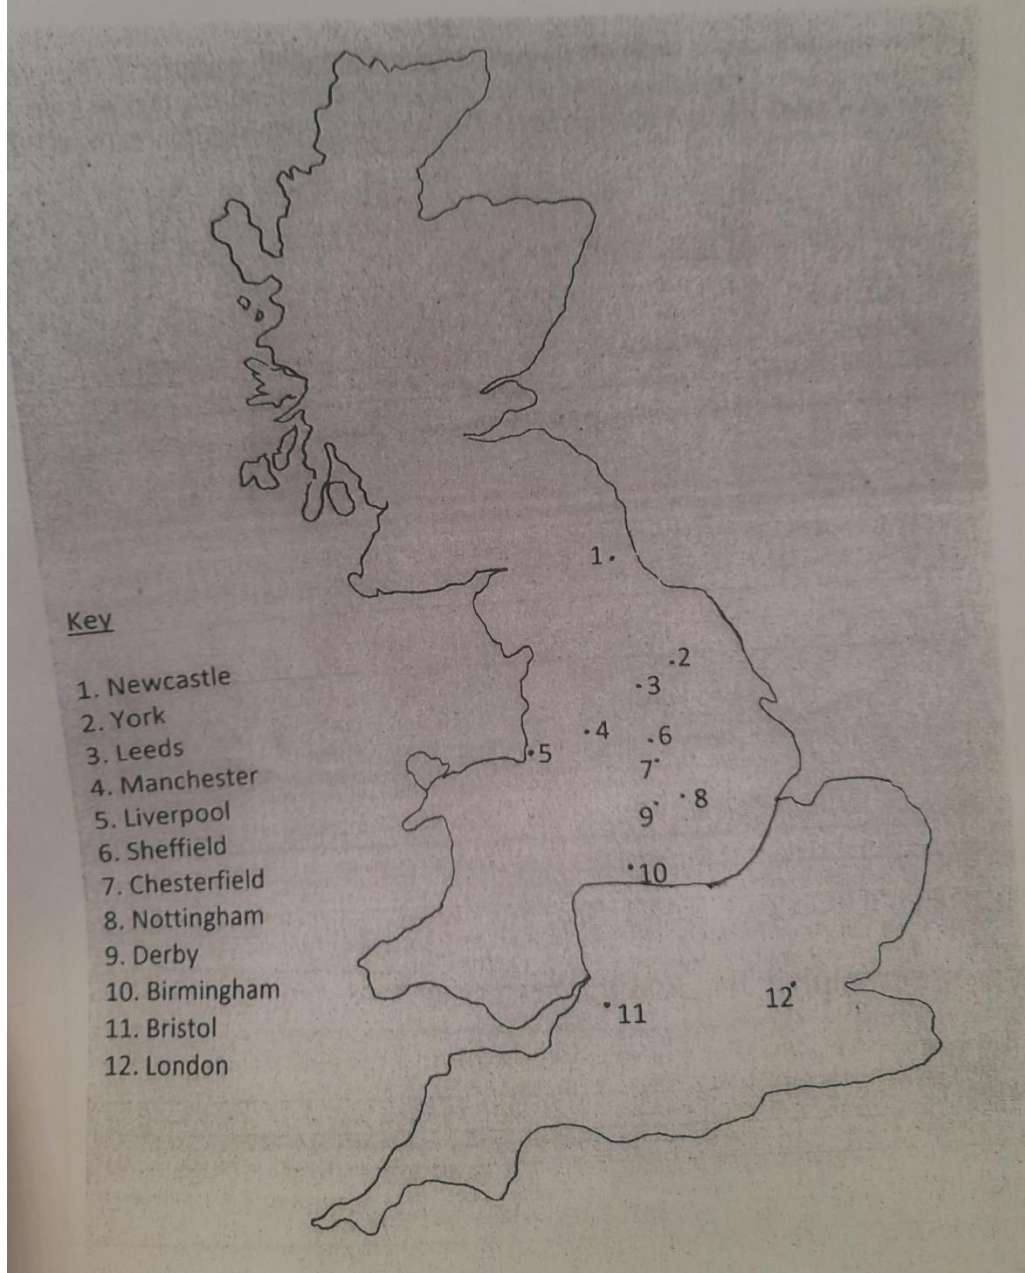 1.
2
3
4
6
5
7
8
9
10
12
11
Key
1. Newcastle
2. York
3. Leeds
4. Manchester
5. Liverpool
6. Sheffield
7. Chesterfield
8. Nottingham
9. Derby
10. Birmingham
11. Bristol
12. London